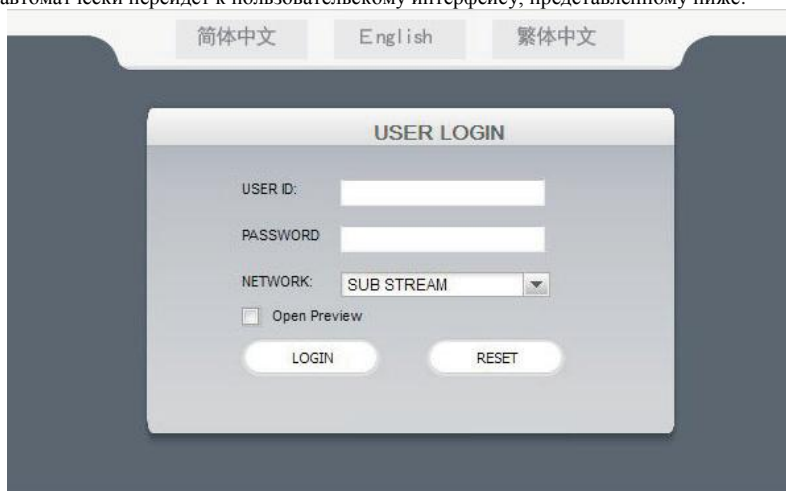 автоматически перейдет к пользовательскому интерфейсу, представленному ниже.
简体中文 English 繁体中文
USER LOGIN
USER ID:
PASSWORD
NETWORK: SUB STREAM
Open Preview
LOGIN RESET